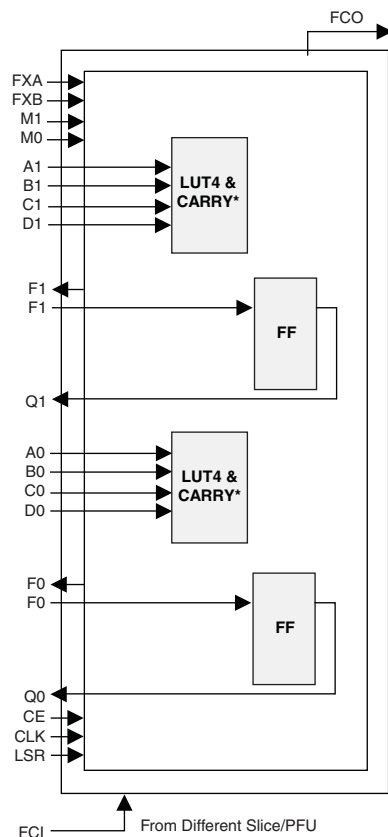 FCO
FXA
FXB
M1
M0
A1
B1
C1
D1
LUT4 &
CARRY*
F1
F1
FF
Q1
A0
B0
C0
D0
LUT4 &
CARRY*
F0
F0
FF
Q0
CE
CLK
LSR
FCI
From Different Slice/PFU